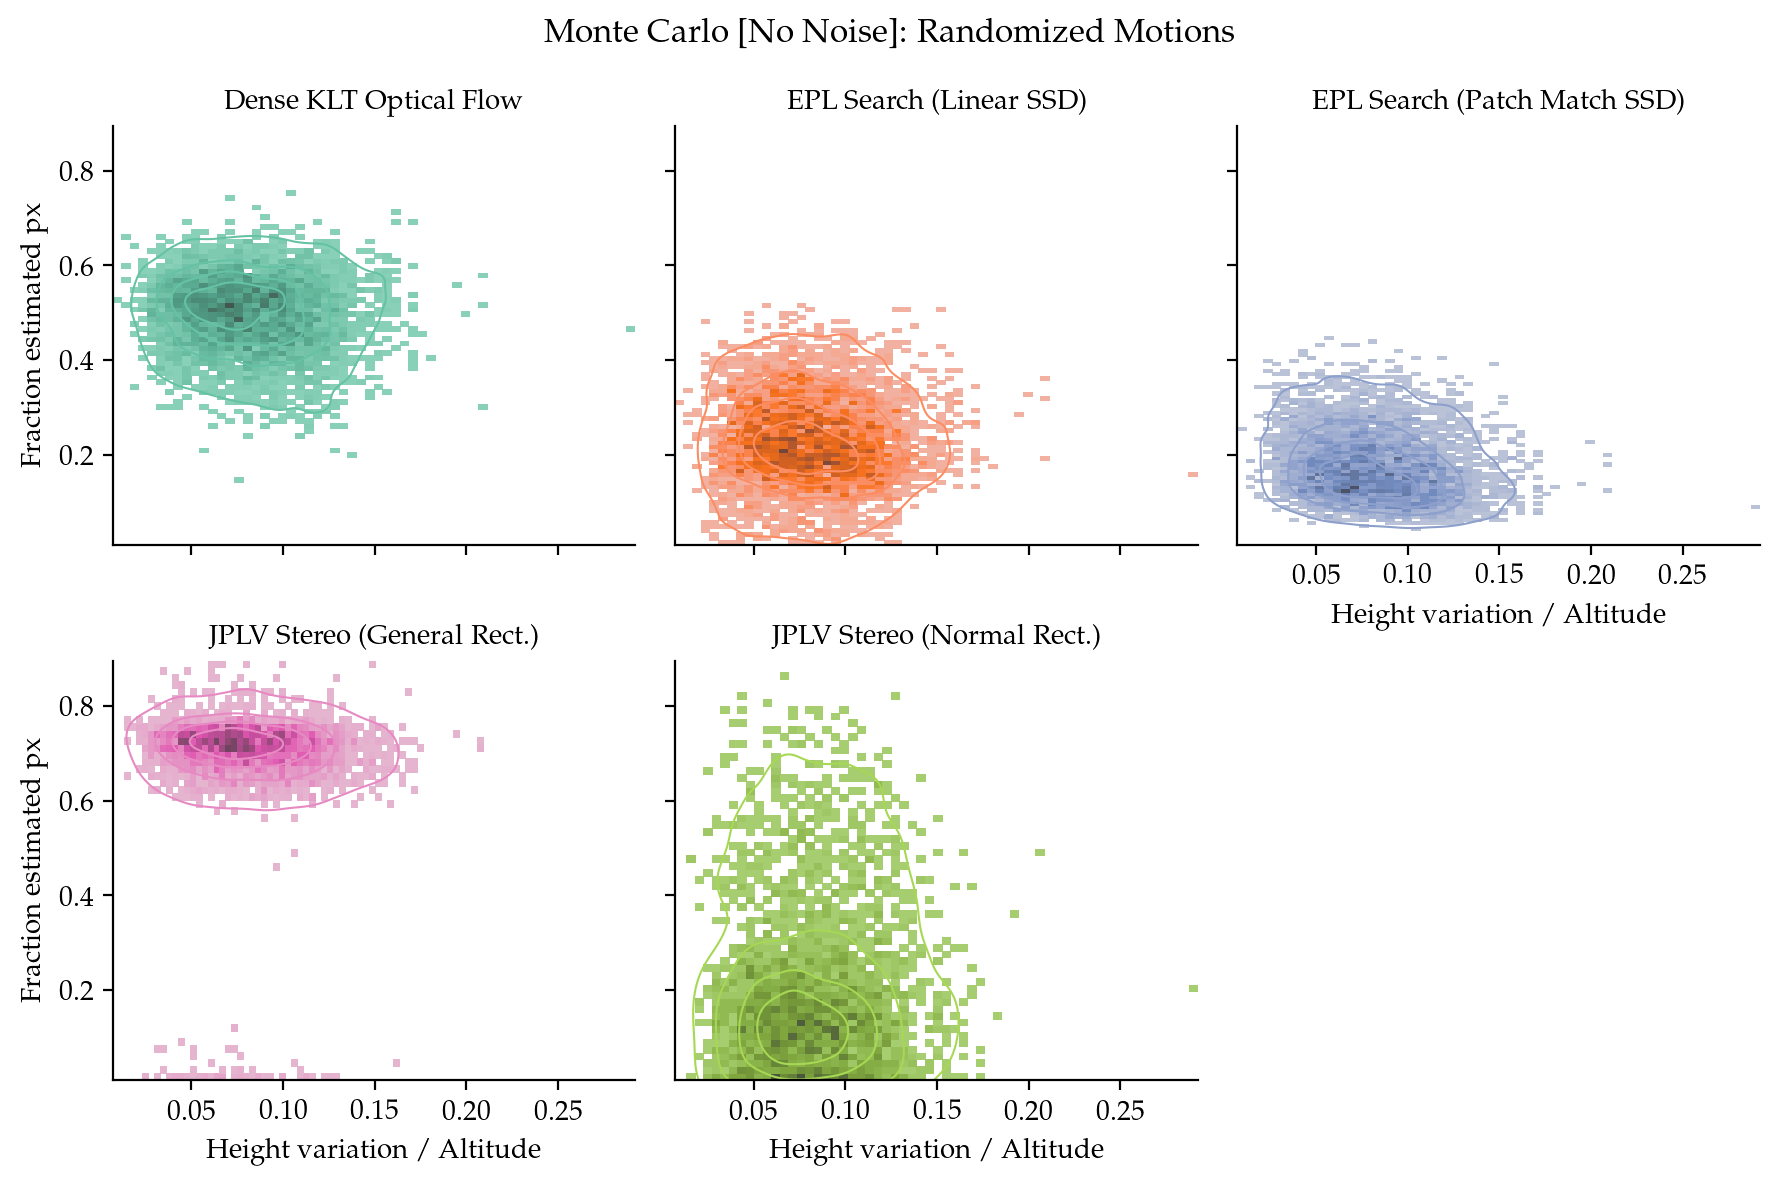 Monte Carlo [No Noise]: Randomized Motions
Dense KLT Optical Flow
EPL Search (Linear SSD)
EPL Search (Patch Match SSD)
Fraction estimated px
0.8
0.6
0.4
0.2
0.05 0.10 0.15 0.20 0.25
Height variation / Altitude
JPLV Stereo (General Rect.)
JPLV Stereo (Normal Rect.)
Fraction estimated px
0.8
0.6
0.4
0.2
0.05 0.10 0.15 0.20 0.25
Height variation / Altitude
0.05 0.10 0.15 0.20 0.25
Height variation / Altitude